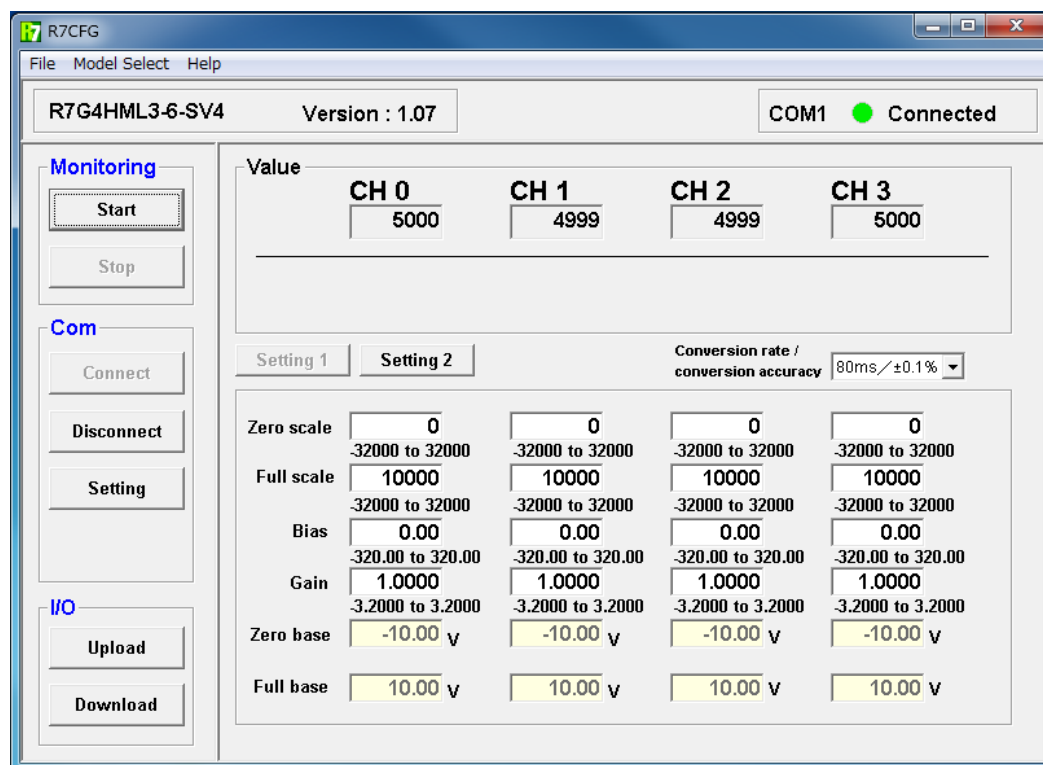 R7CFG
File Model Select Help
R7G4HML3-6-SV4 Version : 1.07 COM1 Connected
Monitoring
Start
Stop
Com
Connect
Disconnect
Setting
I/O
Upload
Download
Value
CH 0 CH 1 CH 2 CH 3
5000 4999 4999 5000
Setting 1 Setting 2
Conversion rate /
conversion accuracy 80ms／±0.1%
Zero scale 0 0 0 0
-32000 to 32000 -32000 to 32000 -32000 to 32000 -32000 to 32000
Full scale 10000 10000 10000 10000
-32000 to 32000 -32000 to 32000 -32000 to 32000 -32000 to 32000
Bias 0.00 0.00 0.00 0.00
-320.00 to 320.00 -320.00 to 320.00 -320.00 to 320.00 -320.00 to 320.00
Gain 1.0000 1.0000 1.0000 1.0000
-3.2000 to 3.2000 -3.2000 to 3.2000 -3.2000 to 3.2000 -3.2000 to 3.2000
Zero base -10.00 V -10.00 V -10.00 V -10.00 V
Full base 10.00 V 10.00 V 10.00 V 10.00 V